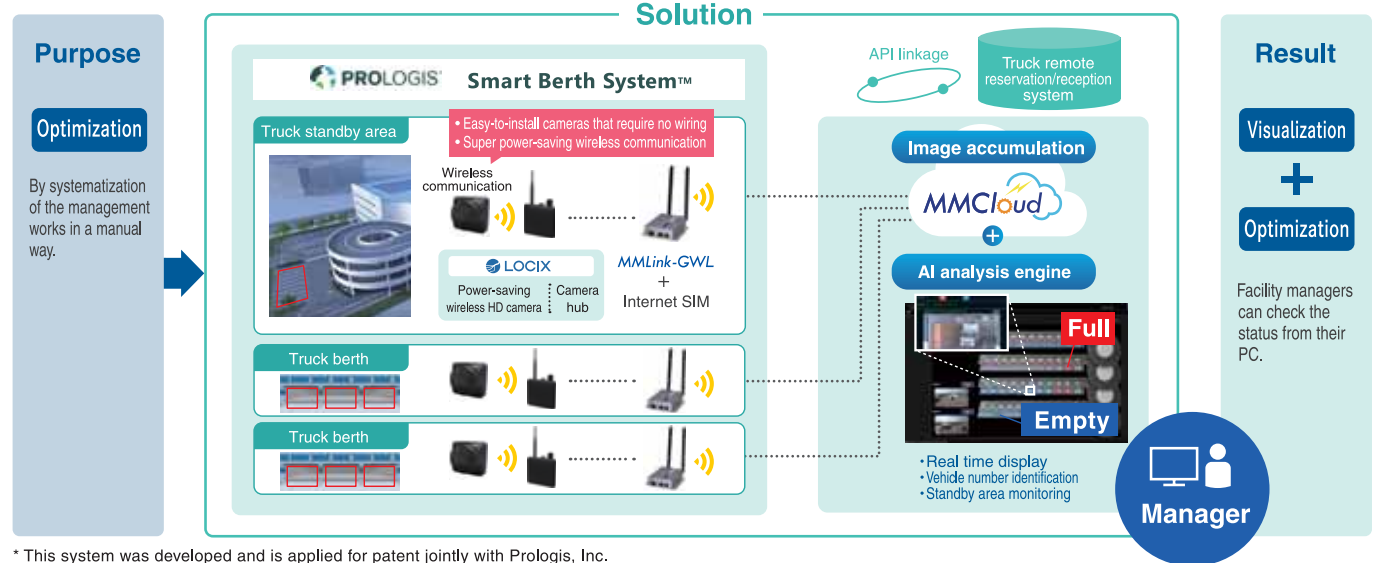 Solution
Purpose
Optimization
By systematization
of the management
works in a manual
way.
PROLOGIS®
Smart Berth System™
Truck standby area
• Easy-to-install cameras that require no wiring
• Super power-saving wireless communication
Wireless
communication
LOCIX
Power-saving
wireless HD camera
Camera
hub
MMLink-GWL
+
Internet SIM
Truck berth
Truck berth
API linkage
Truck remote
reservation/reception
system
Image accumulation
MMCloud
+
AI analysis engine
Full
Empty
•Real time display
•Vehicle number identification
•Standby area monitoring
Manager
Result
Visualization
+
Optimization
Facility managers
can check the
status from their
PC.
* This system was developed and is applied for patent jointly with Prologis, Inc.